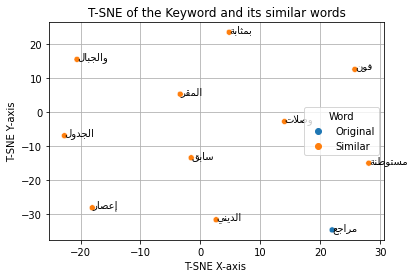 T-SNE of the Keyword and its similar words
بمثابة
والجبال
فون
المقر
Word
Original
Similar
الجدول
سابق
مستوطنة
إعصار
الديني
مراجع
20
10
0
−10
−20
−30
−20
−10
0
10
20
30
T-SNE Y-axis
T-SNE X-axis